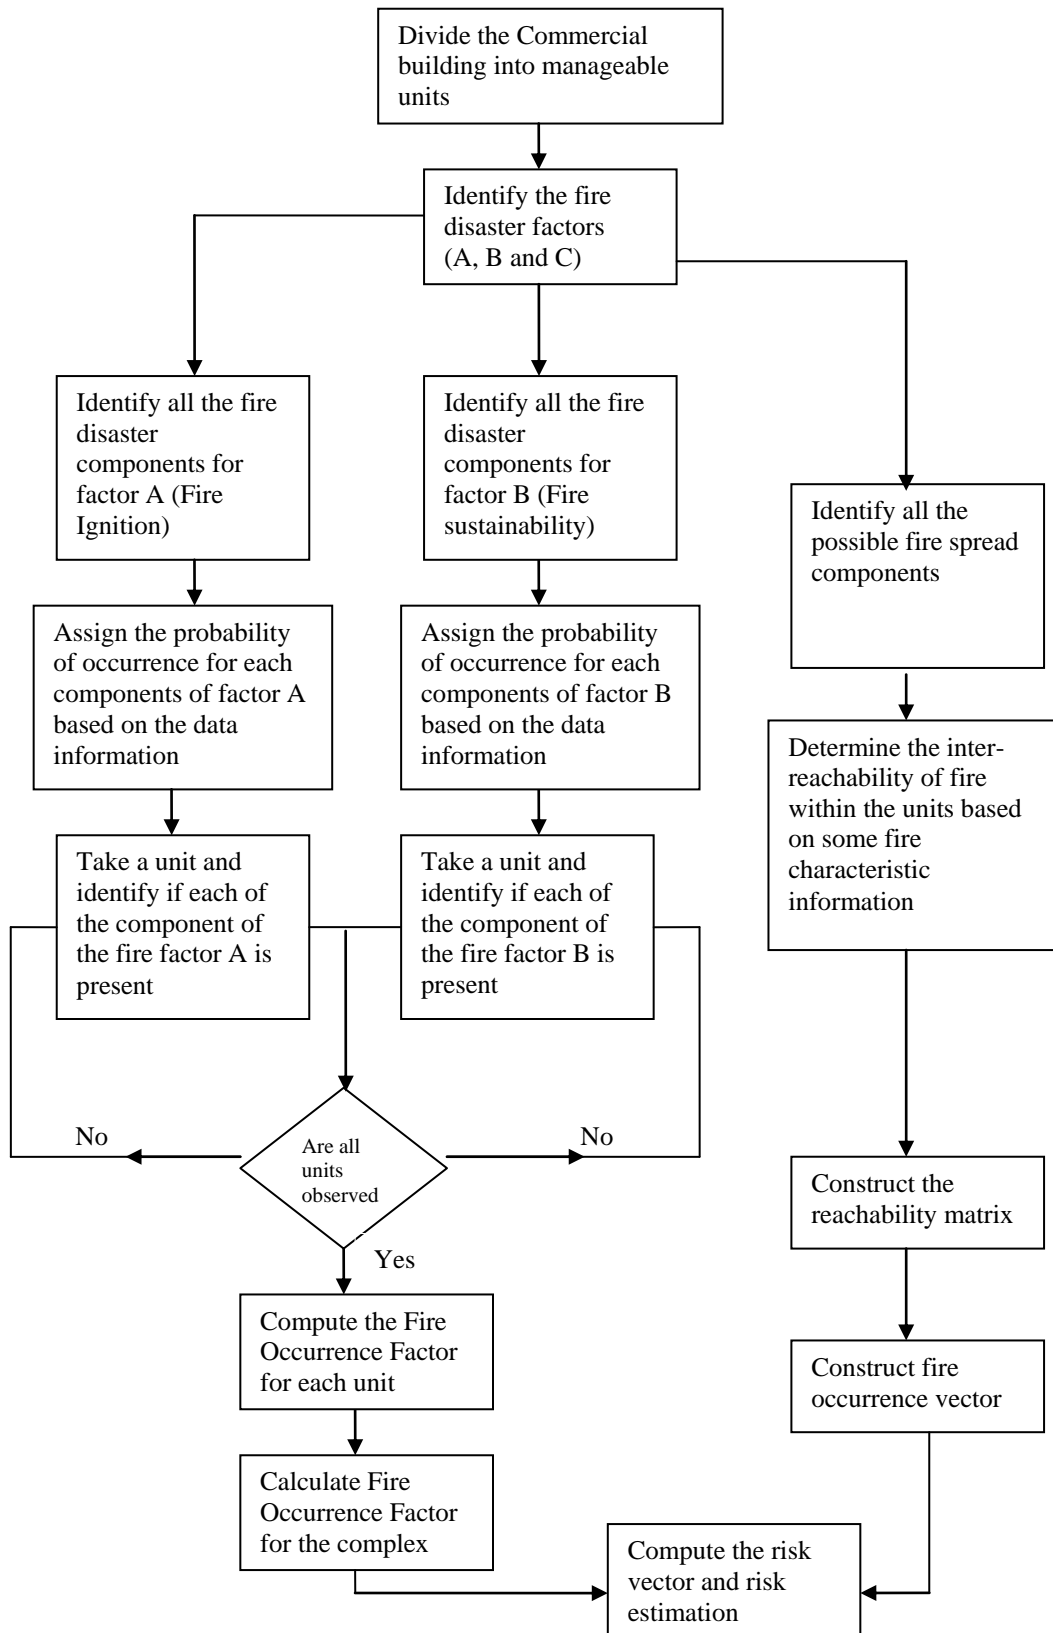 Divide the Commercial
building into manageable
units
Identify the fire
disaster factors
(A, B and C)
Identify all the fire
disaster
components for
factor A (Fire
Ignition)
Identify all the fire
disaster
components for
factor B (Fire
sustainability)
Identify all the
possible fire spread
components
Assign the probability
of occurrence for each
components of factor A
based on the data
information
Assign the probability
of occurrence for each
components of factor B
based on the data
information
Determine the inter-
reachability of fire
within the units based
on some fire
characteristic
information
Take a unit and
identify if each of
the component of
the fire factor A is
present
Take a unit and
identify if each of
the component of
the fire factor B is
present
No
Are all
units
observed
No
Yes
Construct the
reachability matrix
Compute the Fire
Occurrence Factor
for each unit
Construct fire
occurrence vector
Calculate Fire
Occurrence Factor
for the complex
Compute the risk
vector and risk
estimation